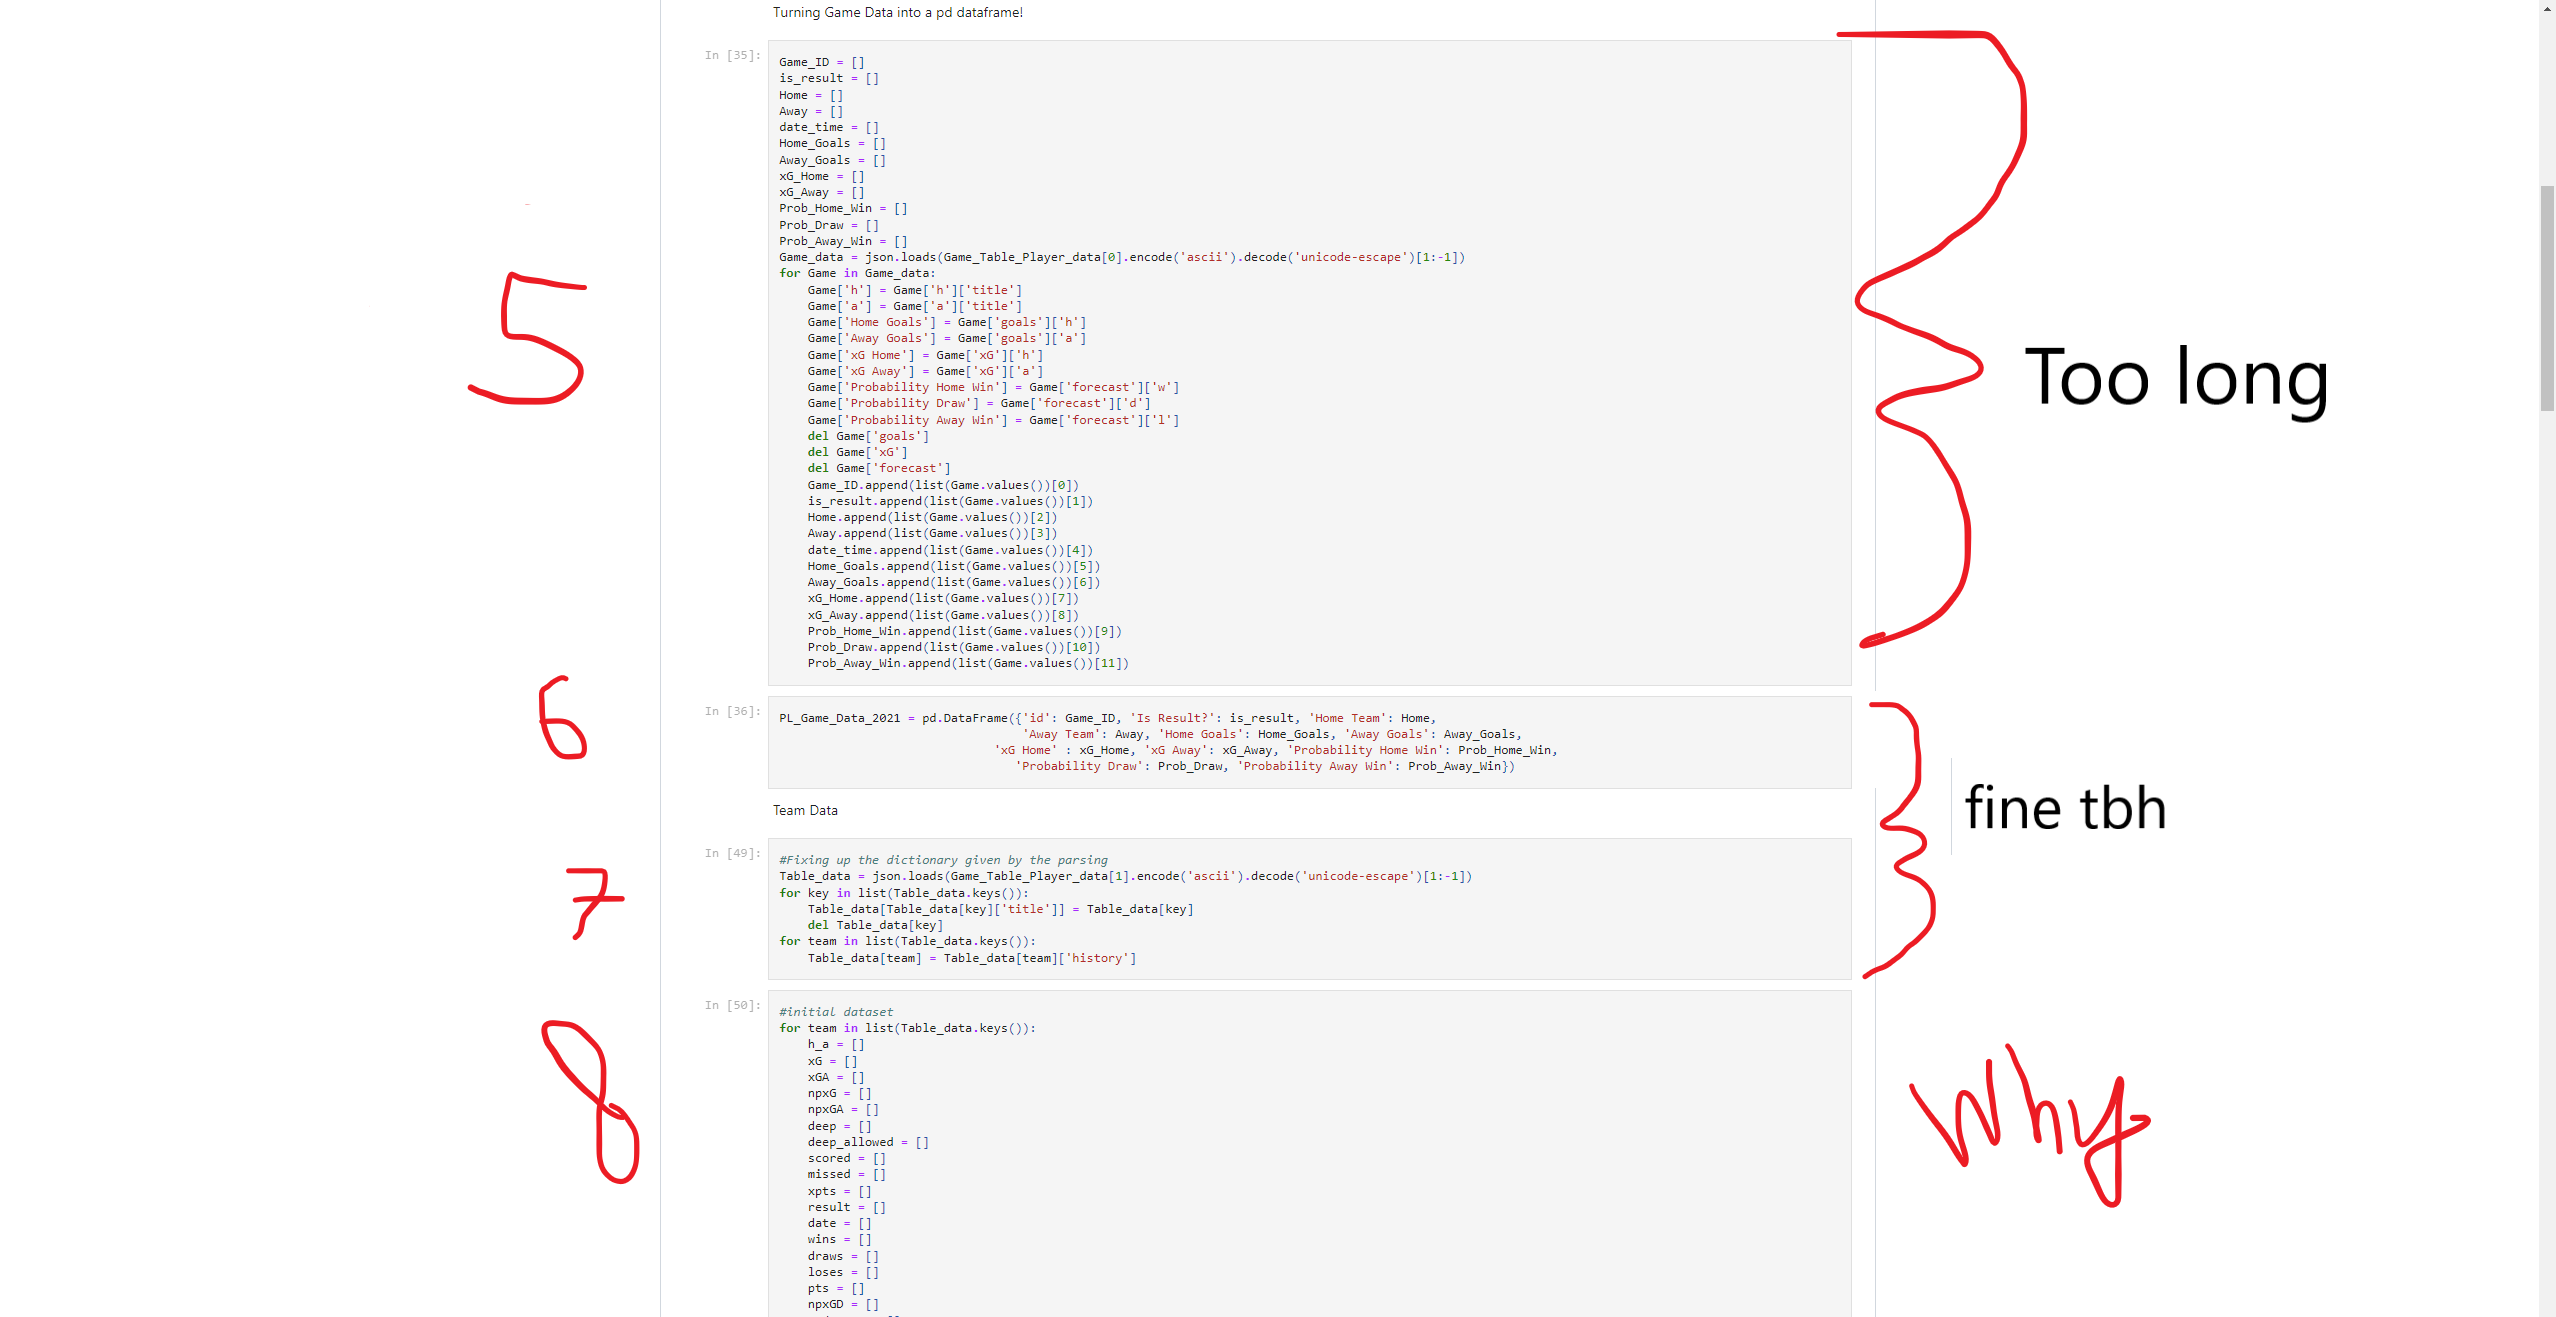 Turning Game Data into a pd dataframe!
In [35]:
Game_ID = []
is_result = []
Home = []
Away = []
date_time = []
Home_Goals = []
Away_Goals = []
xG_Home = []
xG_Away = []
Prob_Home_Win = []
Prob_Draw = []
Prob_Away_Win = []
Game_data = json.loads(Game_Table_Player_data[0].encode('ascii').decode('unicode-escape')[1:-1])
for Game in Game_data:
    Game['h'] = Game['h']['title']
    Game['a'] = Game['a']['title']
    Game['Home Goals'] = Game['goals']['h']
    Game['Away Goals'] = Game['goals']['a']
    Game['xG Home'] = Game['xG']['h']
    Game['xG Away'] = Game['xG']['a']
    Game['Probability Home Win'] = Game['forecast']['w']
    Game['Probability Draw'] = Game['forecast']['d']
    Game['Probability Away Win'] = Game['forecast']['l']
    del Game['goals']
    del Game['xG']
    del Game['forecast']
    Game_ID.append(list(Game.values())[0])
    is_result.append(list(Game.values())[1])
    Home.append(list(Game.values())[2])
    Away.append(list(Game.values())[3])
    date_time.append(list(Game.values())[4])
    Home_Goals.append(list(Game.values())[5])
    Away_Goals.append(list(Game.values())[6])
    xG_Home.append(list(Game.values())[7])
    xG_Away.append(list(Game.values())[8])
    Prob_Home_Win.append(list(Game.values())[9])
    Prob_Draw.append(list(Game.values())[10])
    Prob_Away_Win.append(list(Game.values())[11])
5
Too long
In [36]:
PL_Game_Data_2021 = pd.DataFrame({'id': Game_ID, 'Is Result?': is_result, 'Home Team': Home,
'Away Team': Away, 'Home Goals': Home_Goals, 'Away Goals': Away_Goals,
'xG Home' : xG_Home, 'xG Away': xG_Away, 'Probability Home Win': Prob_Home_Win,
'Probability Draw': Prob_Draw, 'Probability Away Win': Prob_Away_Win})
6
fine tbh
Team Data
In [49]:
#Fixing up the dictionary given by the parsing
Table_data = json.loads(Game_Table_Player_data[1].encode('ascii').decode('unicode-escape')[1:-1])
for key in list(Table_data.keys()):
    Table_data[Table_data[key]['title']] = Table_data[key]
    del Table_data[key]
for team in list(Table_data.keys()):
    Table_data[team] = Table_data[team]['history']
7
In [50]:
#initial dataset
for team in list(Table_data.keys()):
    h_a = []
    xG = []
    xGA = []
    npxG = []
    npxGA = []
    deep = []
    deep_allowed = []
    scored = []
    missed = []
    xpts = []
    result = []
    date = []
    wins = []
    draws = []
    loses = []
    pts = []
    npxGD = []
8
Why